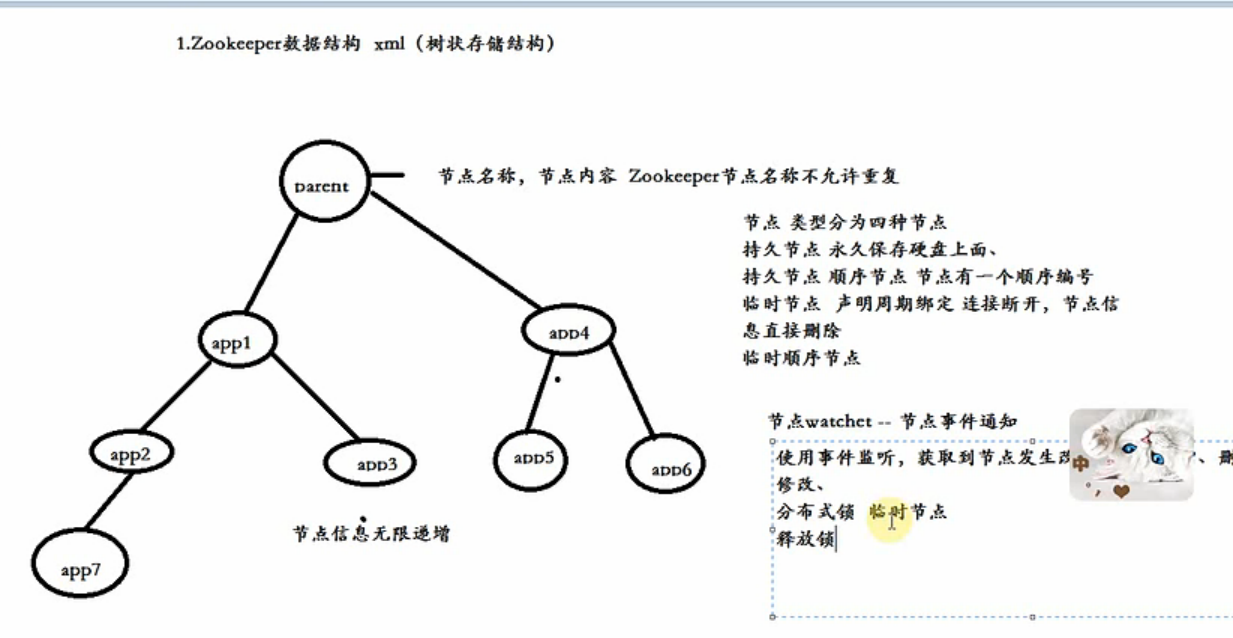 1.Zookeeper数据结构 xml（树状存储结构）
parent
节点名称，节点内容 Zookeeper节点名称不允许重复
节点 类型分为四种节点
持久节点 永久保存硬盘上面、
持久节点 顺序节点 节点有一个顺序编号
临时节点 声明周期绑定 连接断开，节点信
息直接删除
临时顺序节点
app1
app4
app2
app3
app5
app6
app7
节点信息无限递增
节点watchet -- 节点事件通知
使用事件监听，获取到节点发生 、删
修改、
分布式锁 临时节点
释放锁
中